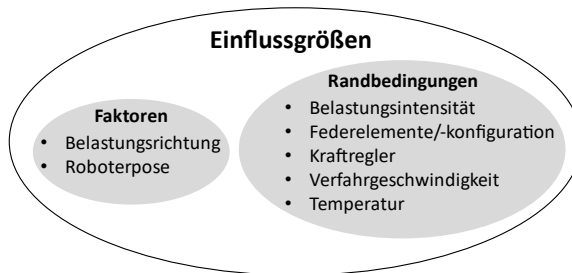 Einflussgrößen
Faktoren
• Belastungsrichtung
• Roboterpose
Randbedingungen
• Belastungsintensität
• Federelemente/-konfiguration
• Kraftregler
• Verfahrgeschwindigkeit
• Temperatur